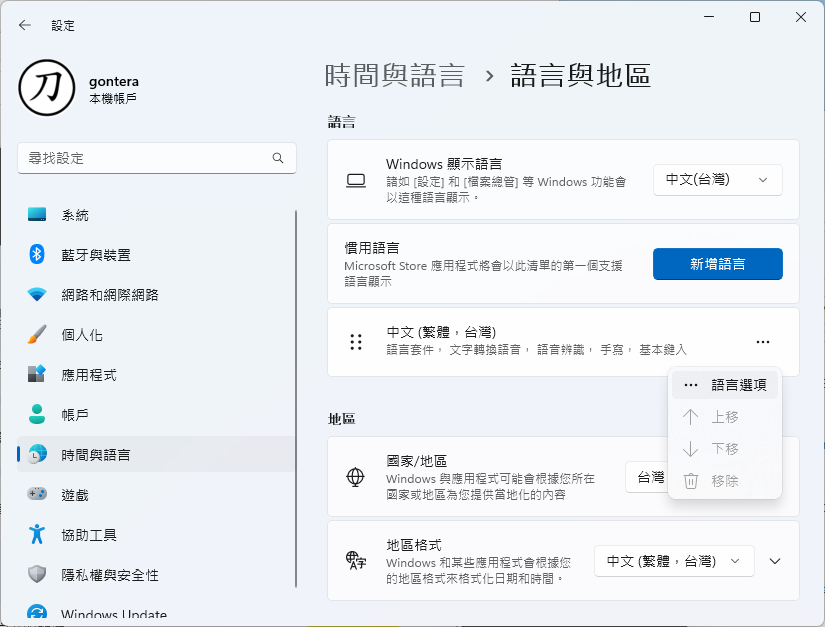 設定
gontera
本機帳戶
尋找設定
系統
藍牙與裝置
網路和網際網路
個人化
應用程式
帳戶
時間與語言
遊戲
協助工具
隱私權與安全性
Windows Update
時間與語言 › 語言與地區
語言
Windows 顯示語言
諸如 [設定] 和 [檔案總管] 等 Windows 功能會
以這種語言顯示。
中文(台灣)
慣用語言
Microsoft Store 應用程式將會以此清單的第一個支援
語言顯示
新增語言
中文 (繁體，台灣)
語言套件， 文字轉換語音， 語音辨識， 手寫， 基本鍵入
語言選項
上移
下移
移除
地區
國家/地區
Windows 與應用程式可能會根據您所在
國家或地區為您提供當地化的內容
台灣
地區格式
Windows 和某些應用程式會根據您
的地區格式來格式化日期和時間。
中文 (繁體，台灣)